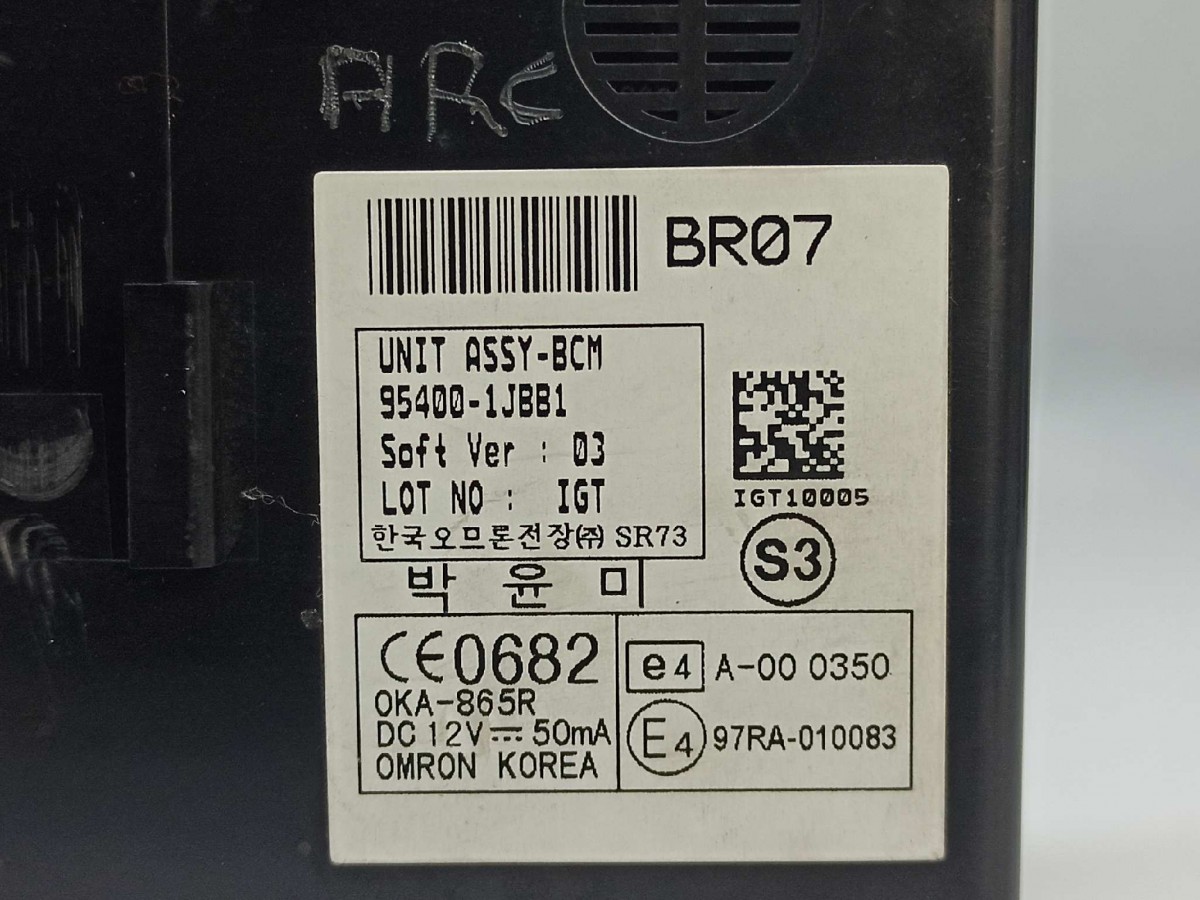 ARC
BR07
UNIT ASSY-BCM
95400-1JBB1
Soft Ver : 03
LOT NO : IGT
한국오므론전장㈜ SR73
IGT10005
S3
박 윤 미
CE0682
OKA-865R
DC 12V ⎓ 50mA
OMRON KOREA
e4 A-00 0350
E4 97RA-010083